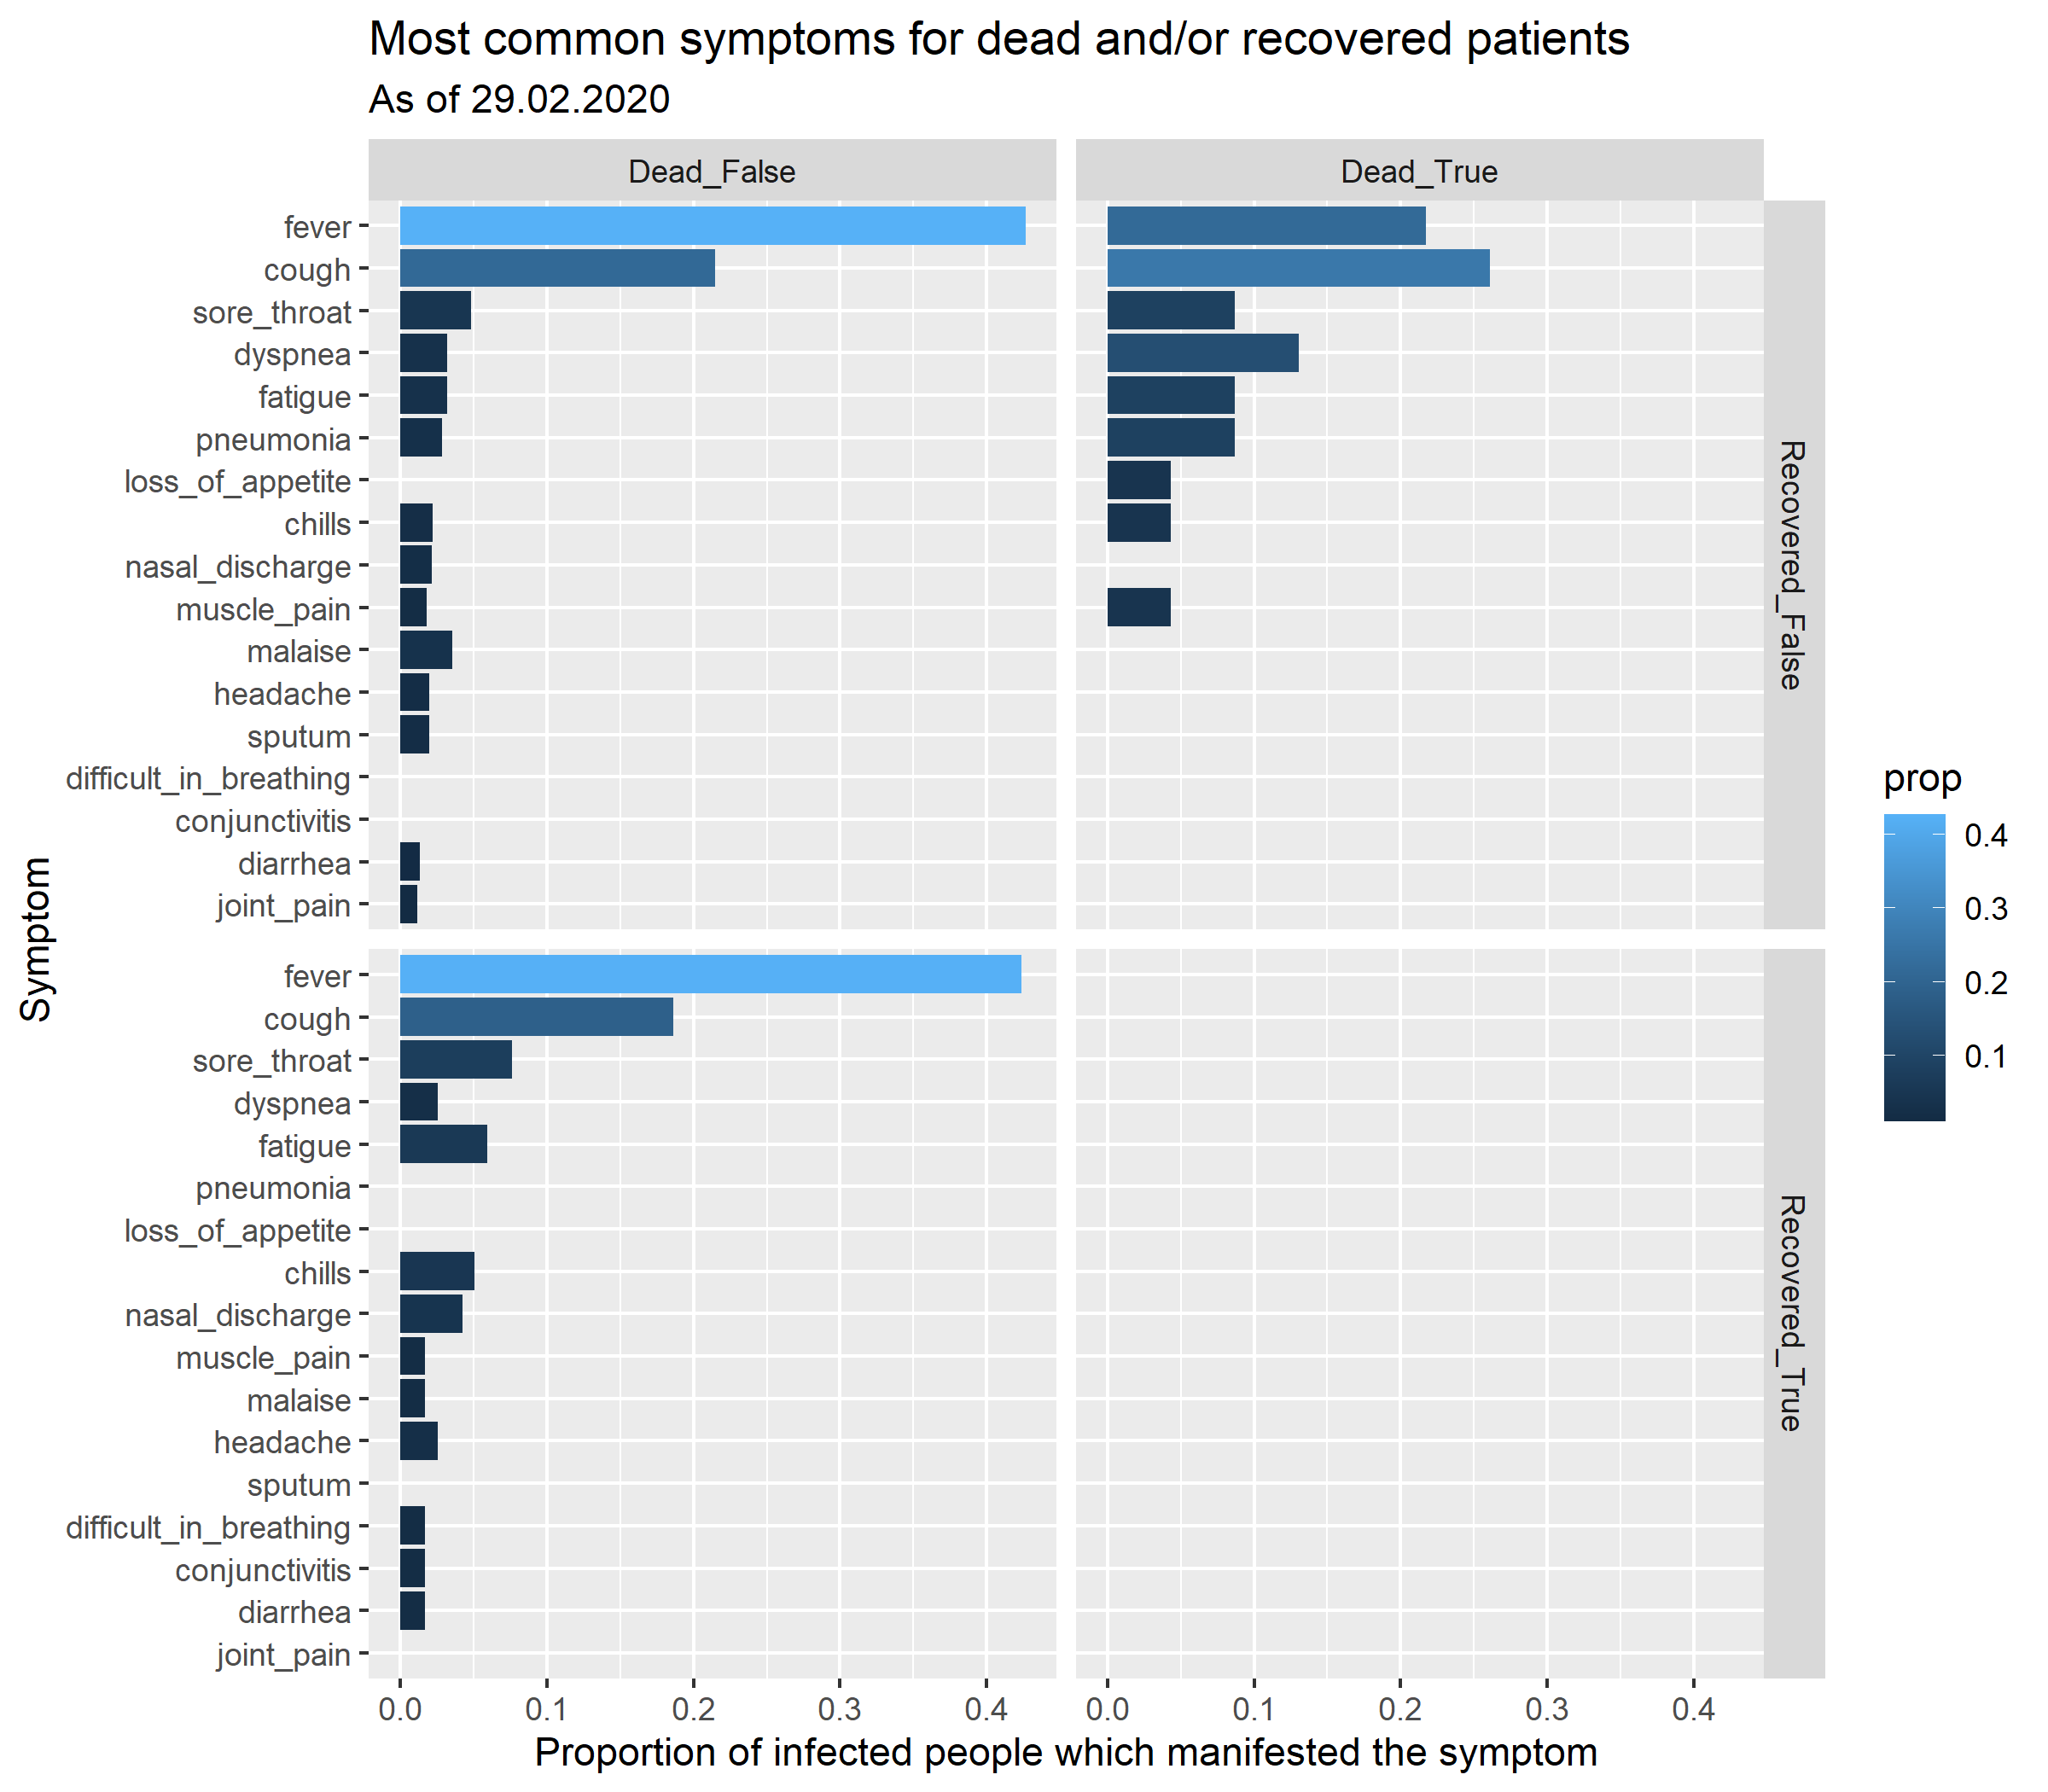 Most common symptoms for dead and/or recovered patients
As of 29.02.2020
Dead_False
Dead_True
fever
cough
sore_throat
dyspnea
fatigue
pneumonia
loss_of_appetite
chills
nasal_discharge
muscle_pain
malaise
headache
sputum
difficult_in_breathing
conjunctivitis
diarrhea
joint_pain
Recovered_False
fever
cough
sore_throat
dyspnea
fatigue
pneumonia
loss_of_appetite
chills
nasal_discharge
muscle_pain
malaise
headache
sputum
difficult_in_breathing
conjunctivitis
diarrhea
joint_pain
Recovered_True
Symptom
0.0 0.1 0.2 0.3 0.4
0.0 0.1 0.2 0.3 0.4
Proportion of infected people which manifested the symptom
prop
0.4
0.3
0.2
0.1